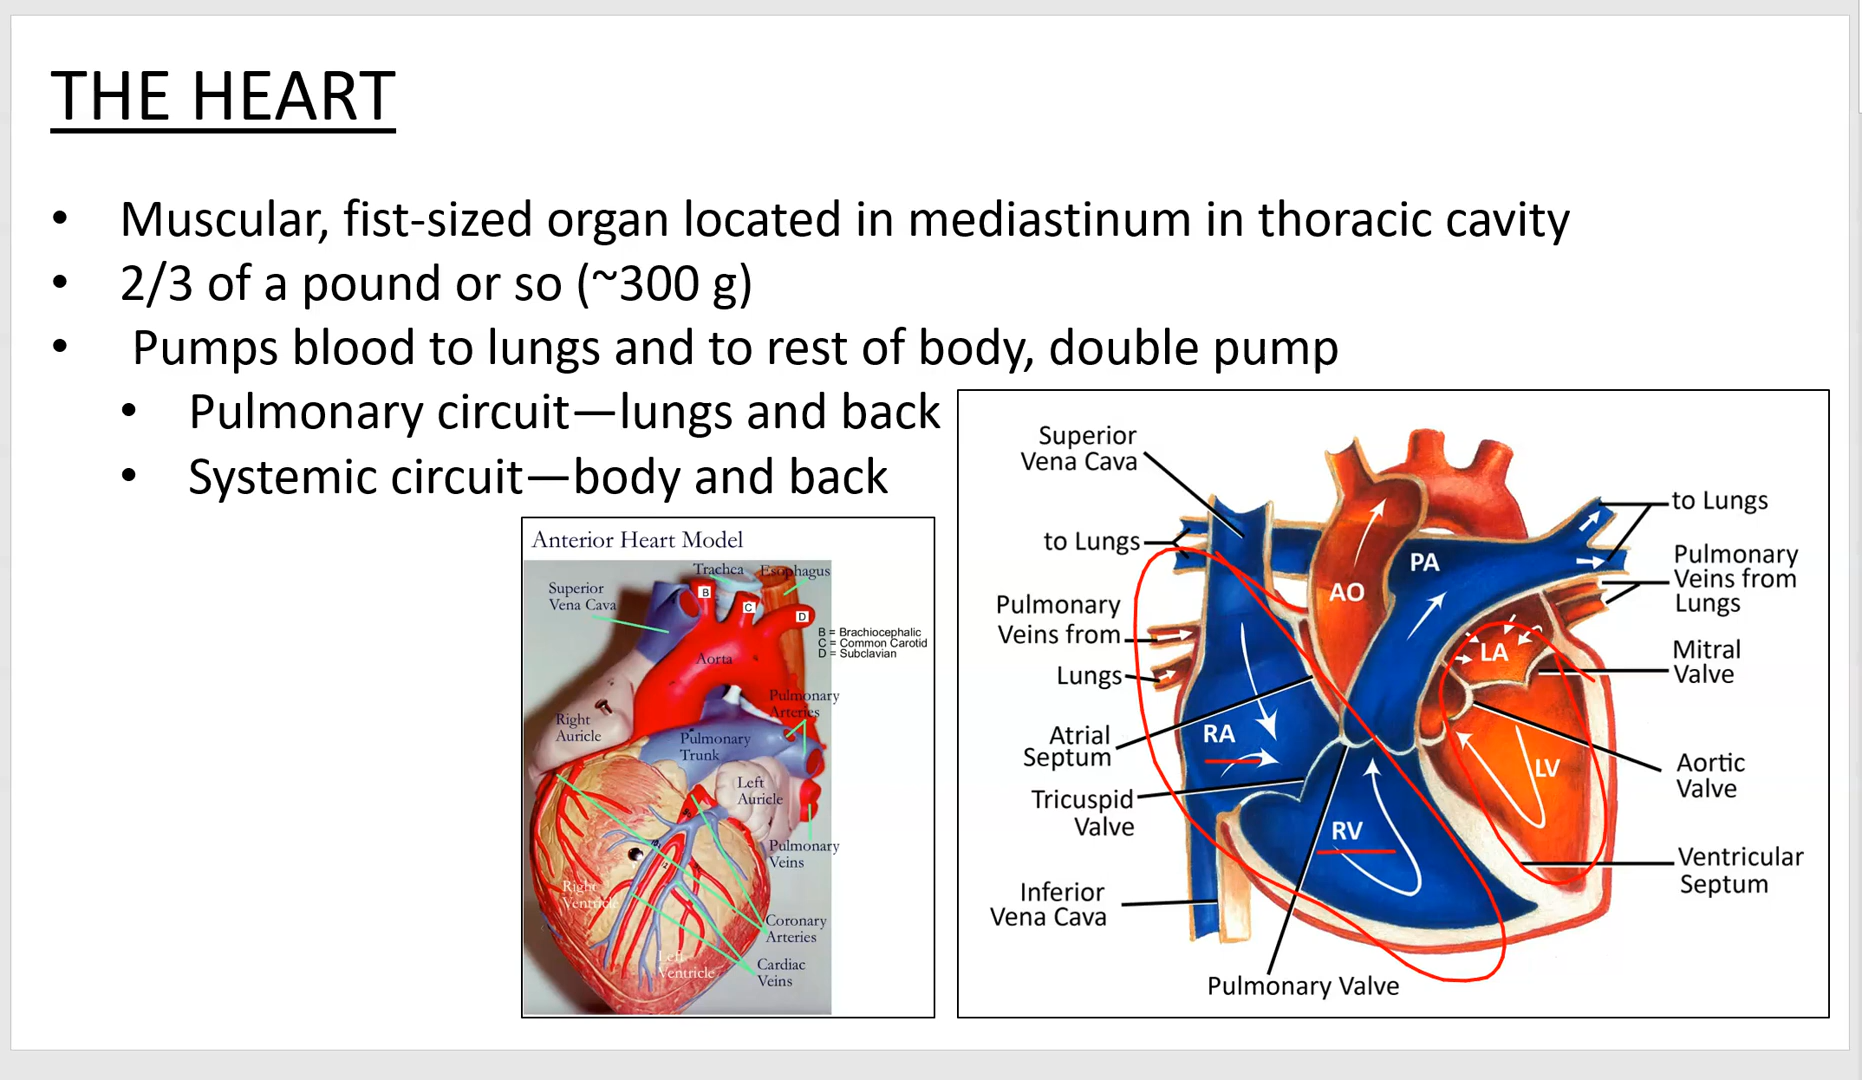 THE HEART
• Muscular, fist-sized organ located in mediastinum in thoracic cavity
• 2/3 of a pound or so (~300 g)
• Pumps blood to lungs and to rest of body, double pump
• Pulmonary circuit—lungs and back
• Systemic circuit—body and back
Anterior Heart Model
Trachea
Esophagus
Superior
Vena Cava
B
C
D
B = Brachiocephalic
C = Common Carotid
D = Subclavian
Aorta
Pulmonary
Arteries
Right
Auricle
Pulmonary
Trunk
Left
Auricle
Pulmonary
Veins
Right
Ventricle
Coronary
Arteries
Left
Ventricle
Cardiac
Veins
Superior
Vena Cava
to Lungs
Pulmonary
Veins from
Lungs
Atrial
Septum
Tricuspid
Valve
Inferior
Vena Cava
Pulmonary Valve
AO
PA
LA
RA
LV
RV
to Lungs
Pulmonary
Veins from
Lungs
Mitral
Valve
Aortic
Valve
Ventricular
Septum